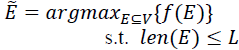 Ẽ = argmax_{E⊆V}{f(E)}
s.t. len(E) ≤ L